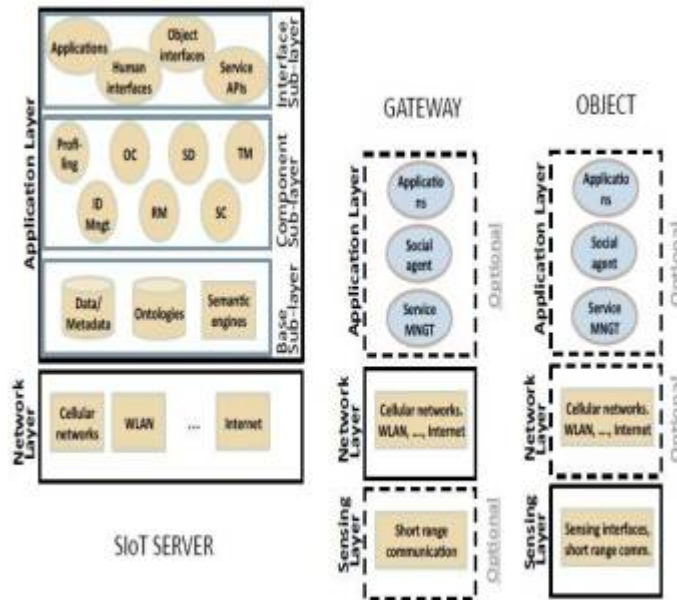 Applications
Object
interfaces
Human
interfaces
Service
APIs
Interface
Sub-layer
Profi-
ling
OC
SD
TM
ID
Mngt
RM
SC
Component
Sub-layer
Data/
Metadata
Ontologies
Semantic
engines
Base
Sub-layer
Application Layer
Cellular
networks
WLAN
...
Internet
Network
Layer
SIoT SERVER
GATEWAY
Applicatio
ns
Social
agent
Service
MNGT
Application Layer
Optional
Cellular networks.
WLAN, ..., Internet
Network
Layer
Short range
communication
Sensing
Layer
Optional
OBJECT
Applicatio
ns
Social
agent
Service
MNGT
Application Layer
Optional
Cellular networks.
WLAN, ..., Internet
Network
Layer
Optional
Sensing interfaces,
short range comm.
Sensing
Layer